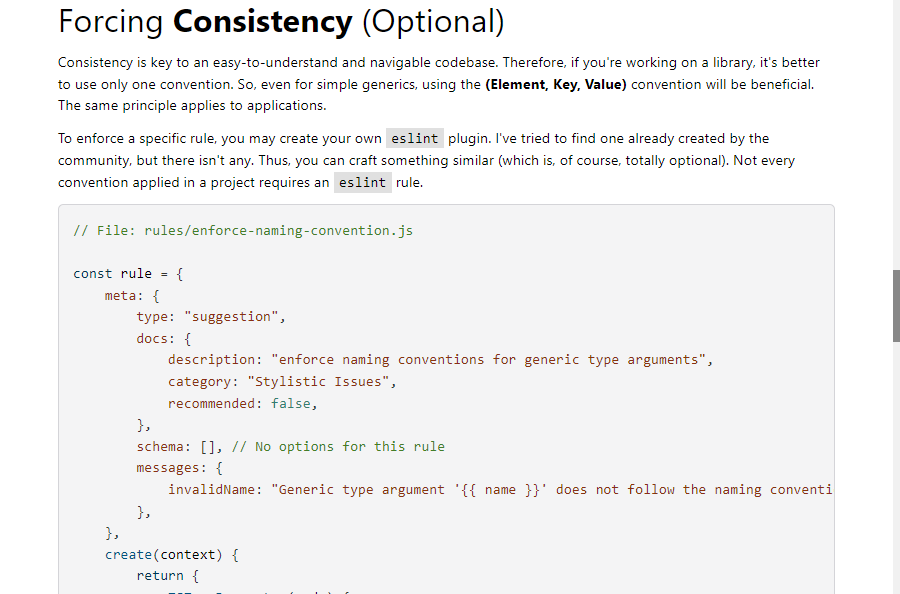 Forcing Consistency (Optional)
Consistency is key to an easy-to-understand and navigable codebase. Therefore, if you're working on a library, it's better
to use only one convention. So, even for simple generics, using the (Element, Key, Value) convention will be beneficial.
The same principle applies to applications.
To enforce a specific rule, you may create your own eslint plugin. I've tried to find one already created by the
community, but there isn't any. Thus, you can craft something similar (which is, of course, totally optional). Not every
convention applied in a project requires an eslint rule.
// File: rules/enforce-naming-convention.js
const rule = {
    meta: {
        type: "suggestion",
        docs: {
            description: "enforce naming conventions for generic type arguments",
            category: "Stylistic Issues",
            recommended: false,
        },
        schema: [], // No options for this rule
        messages: {
            invalidName: "Generic type argument '{{ name }}' does not follow the naming conventi
        },
    },
    create(context) {
        return {